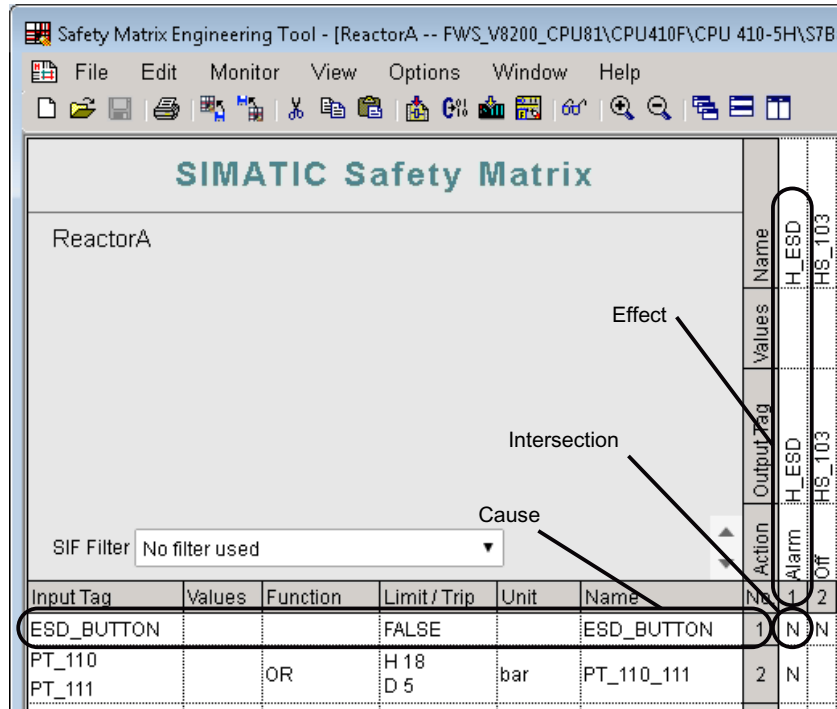 Safety Matrix Engineering Tool - [ReactorA -- FWS_V8200_CPU81\CPU410F\CPU 410-5H\S7B
File Edit Monitor View Options Window Help
SIMATIC Safety Matrix
ReactorA
Name H_ESD HS_103
Effect
Values
Intersection
Output Tag H_ESD HS_103
Cause
SIF Filter No filter used
Action Alarm Off
Input Tag Values Function Limit / Trip Unit Name No 1 2
ESD_BUTTON FALSE ESD_BUTTON 1 N N
PT_110 OR H 18 bar PT_110_111 2 N
PT_111 D 5